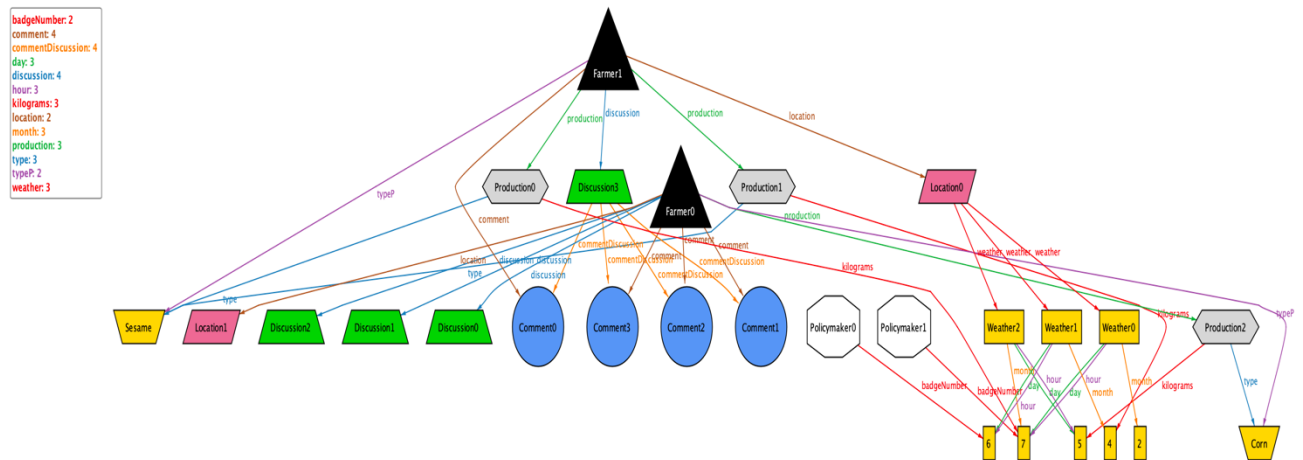 badgeNumber: 2
comment: 4
commentDiscussion: 4
day: 3
discussion: 4
hour: 3
kilograms: 3
location: 2
month: 3
production: 3
type: 3
typeP: 2
weather: 3
Farmer1
production
discussion
production
location
typeP
Production0
Discussion3
Farmer0
Production1
Location0
comment
production
commentDiscussion
comment
comment
weather
weather
weather
location
discussion
discussion
commentDiscussion
comment
commentDiscussion
kilograms
type
discussion
commentDiscussion
type
kilograms
typeP
Sesame
Location1
Discussion2
Discussion1
Discussion0
Comment0
Comment3
Comment2
Comment1
Policymaker0
Policymaker1
Weather2
Weather1
Weather0
Production2
month
hour
hour
month
type
badgeNumber
badgeNumber
day
day
day
kilograms
hour
month
6
7
5
4
2
Corn